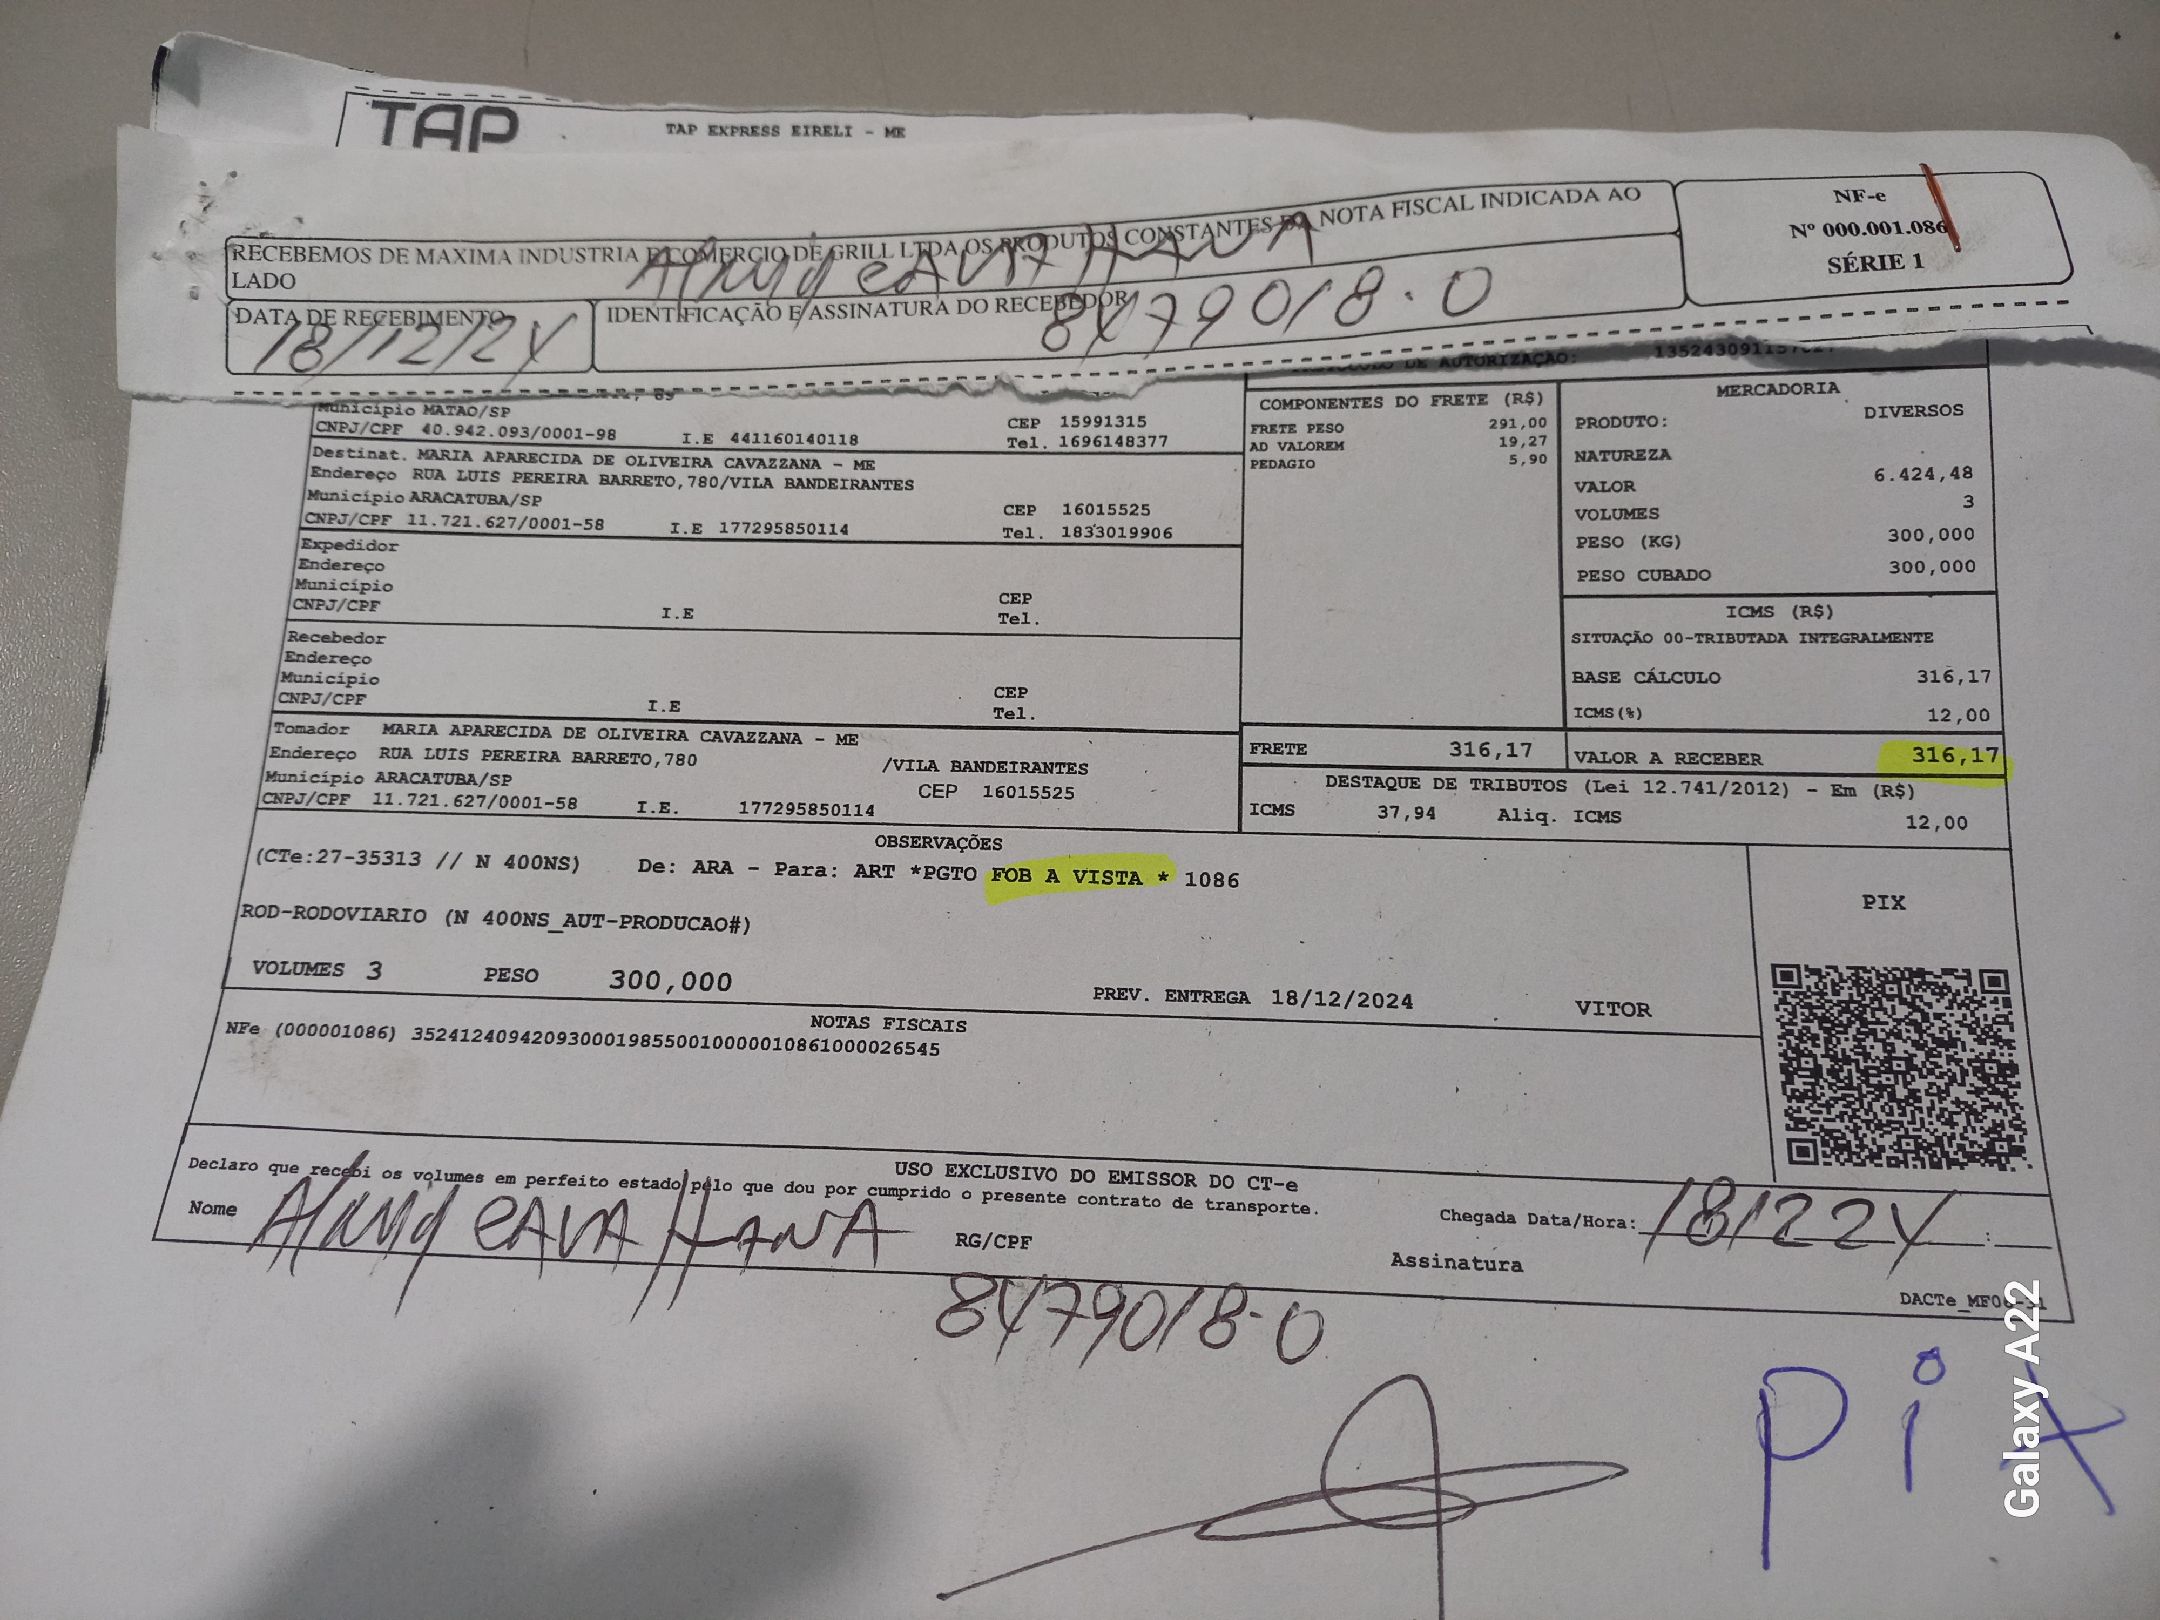 TAP
TAP EXPRESS EIRELI - ME
RECEBEMOS DE MAXIMA INDUSTRIA E COMERCIO DE GRILL LTDA OS PRODUTOS CONSTANTES DA NOTA FISCAL INDICADA AO
LADO
NF-e
Nº 000.001.086
SÉRIE 1
DATA DE RECEBIMENTO
18/12/24
IDENTIFICAÇÃO E ASSINATURA DO RECEBEDOR
8479018-0
DE AUTORIZAÇÃO:
Município MATAO/SP
CEP 15991315
CNPJ/CPF 40.942.093/0001-98 I.E 441160140118 Tel. 1696148377
Destinat. MARIA APARECIDA DE OLIVEIRA CAVAZZANA - ME
Endereço RUA LUIS PEREIRA BARRETO,780/VILA BANDEIRANTES
Município ARACATUBA/SP CEP 16015525
CNPJ/CPF 11.721.627/0001-58 I.E 177295850114 Tel. 1833019906
Expedidor
Endereço
Município CEP
CNPJ/CPF I.E Tel.
Recebedor
Endereço
Município CEP
CNPJ/CPF I.E Tel.
Tomador MARIA APARECIDA DE OLIVEIRA CAVAZZANA - ME
Endereço RUA LUIS PEREIRA BARRETO,780 /VILA BANDEIRANTES
Município ARACATUBA/SP CEP 16015525
CNPJ/CPF 11.721.627/0001-58 I.E. 177295850114
COMPONENTES DO FRETE (R$)
FRETE PESO 291,00
AD VALOREM 19,27
PEDAGIO 5,90
MERCADORIA
PRODUTO: DIVERSOS
NATUREZA
VALOR 6.424,48
VOLUMES 3
PESO (KG) 300,000
PESO CUBADO 300,000
ICMS (R$)
SITUAÇÃO 00-TRIBUTADA INTEGRALMENTE
BASE CÁLCULO 316,17
ICMS(%) 12,00
FRETE 316,17 VALOR A RECEBER 316,17
DESTAQUE DE TRIBUTOS (Lei 12.741/2012) - Em (R$)
ICMS 37,94 Aliq. ICMS 12,00
OBSERVAÇÕES
(CTe:27-35313 // N 400NS) De: ARA - Para: ART *PGTO FOB A VISTA * 1086
ROD-RODOVIARIO (N 400NS_AUT-PRODUCAO#)
VOLUMES 3 PESO 300,000 PREV. ENTREGA 18/12/2024 VITOR
PIX
NOTAS FISCAIS
NFe (000001086) 35241240942093000198550010000010861000026545
USO EXCLUSIVO DO EMISSOR DO CT-e
Declaro que recebi os volumes em perfeito estado pelo que dou por cumprido o presente contrato de transporte.
Nome RG/CPF
8479018-0
Chegada Data/Hora: 181224 :
Assinatura
Pix
Galaxy A22